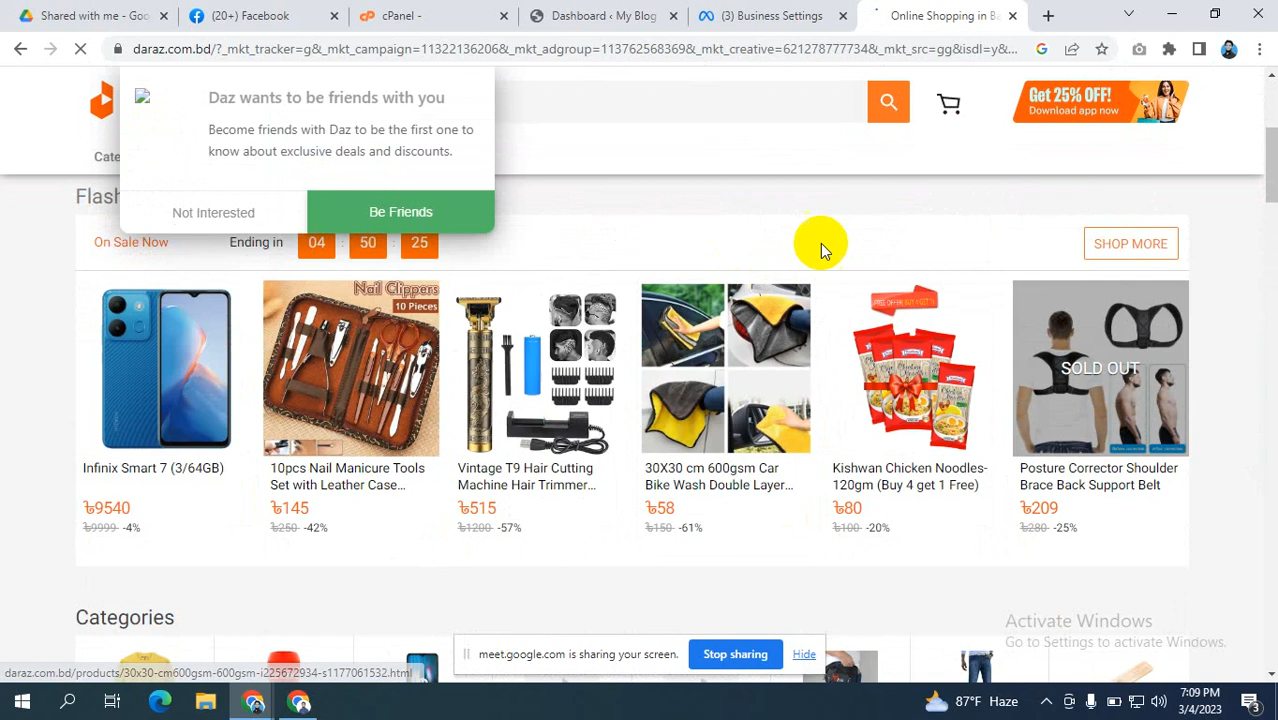 Shared with me - Goo
(20+) Facebook
cPanel -
Dashboard ‹ My Blog
(3) Business Settings
Online Shopping in Ba
daraz.com.bd/?_mkt_tracker=g&_mkt_campaign=11322136206&_mkt_adgroup=113762568369&_mkt_creative=621278777734&_mkt_src=gg&isdl=y&...
Daz wants to be friends with you
Become friends with Daz to be the first one to
know about exclusive deals and discounts.
Not Interested
Be Friends
Get 25% OFF!
Download app now
Cate
Flash
On Sale Now
Ending in
04 : 50 : 25
SHOP MORE
Nail Clippers
10 Pieces
SOLD OUT
Infinix Smart 7 (3/64GB)
৳9540
৳9999 -4%
10pcs Nail Manicure Tools
Set with Leather Case...
৳145
৳250 -42%
Vintage T9 Hair Cutting
Machine Hair Trimmer...
৳515
৳1200 -57%
30X30 cm 600gsm Car
Bike Wash Double Layer...
৳58
৳150 -61%
Kishwan Chicken Noodles-
120gm (Buy 4 get 1 Free)
৳80
৳100 -20%
Posture Corrector Shoulder
Brace Back Support Belt
৳209
৳280 -25%
Categories
Activate Windows
Go to Settings to activate Windows.
meet.google.com is sharing your screen.
Stop sharing
Hide
daraz.com.bd/products/30x30-cm600gsm-600gsm-i225672934-s1177061532.html
87°F Haze
7:09 PM
3/4/2023
3